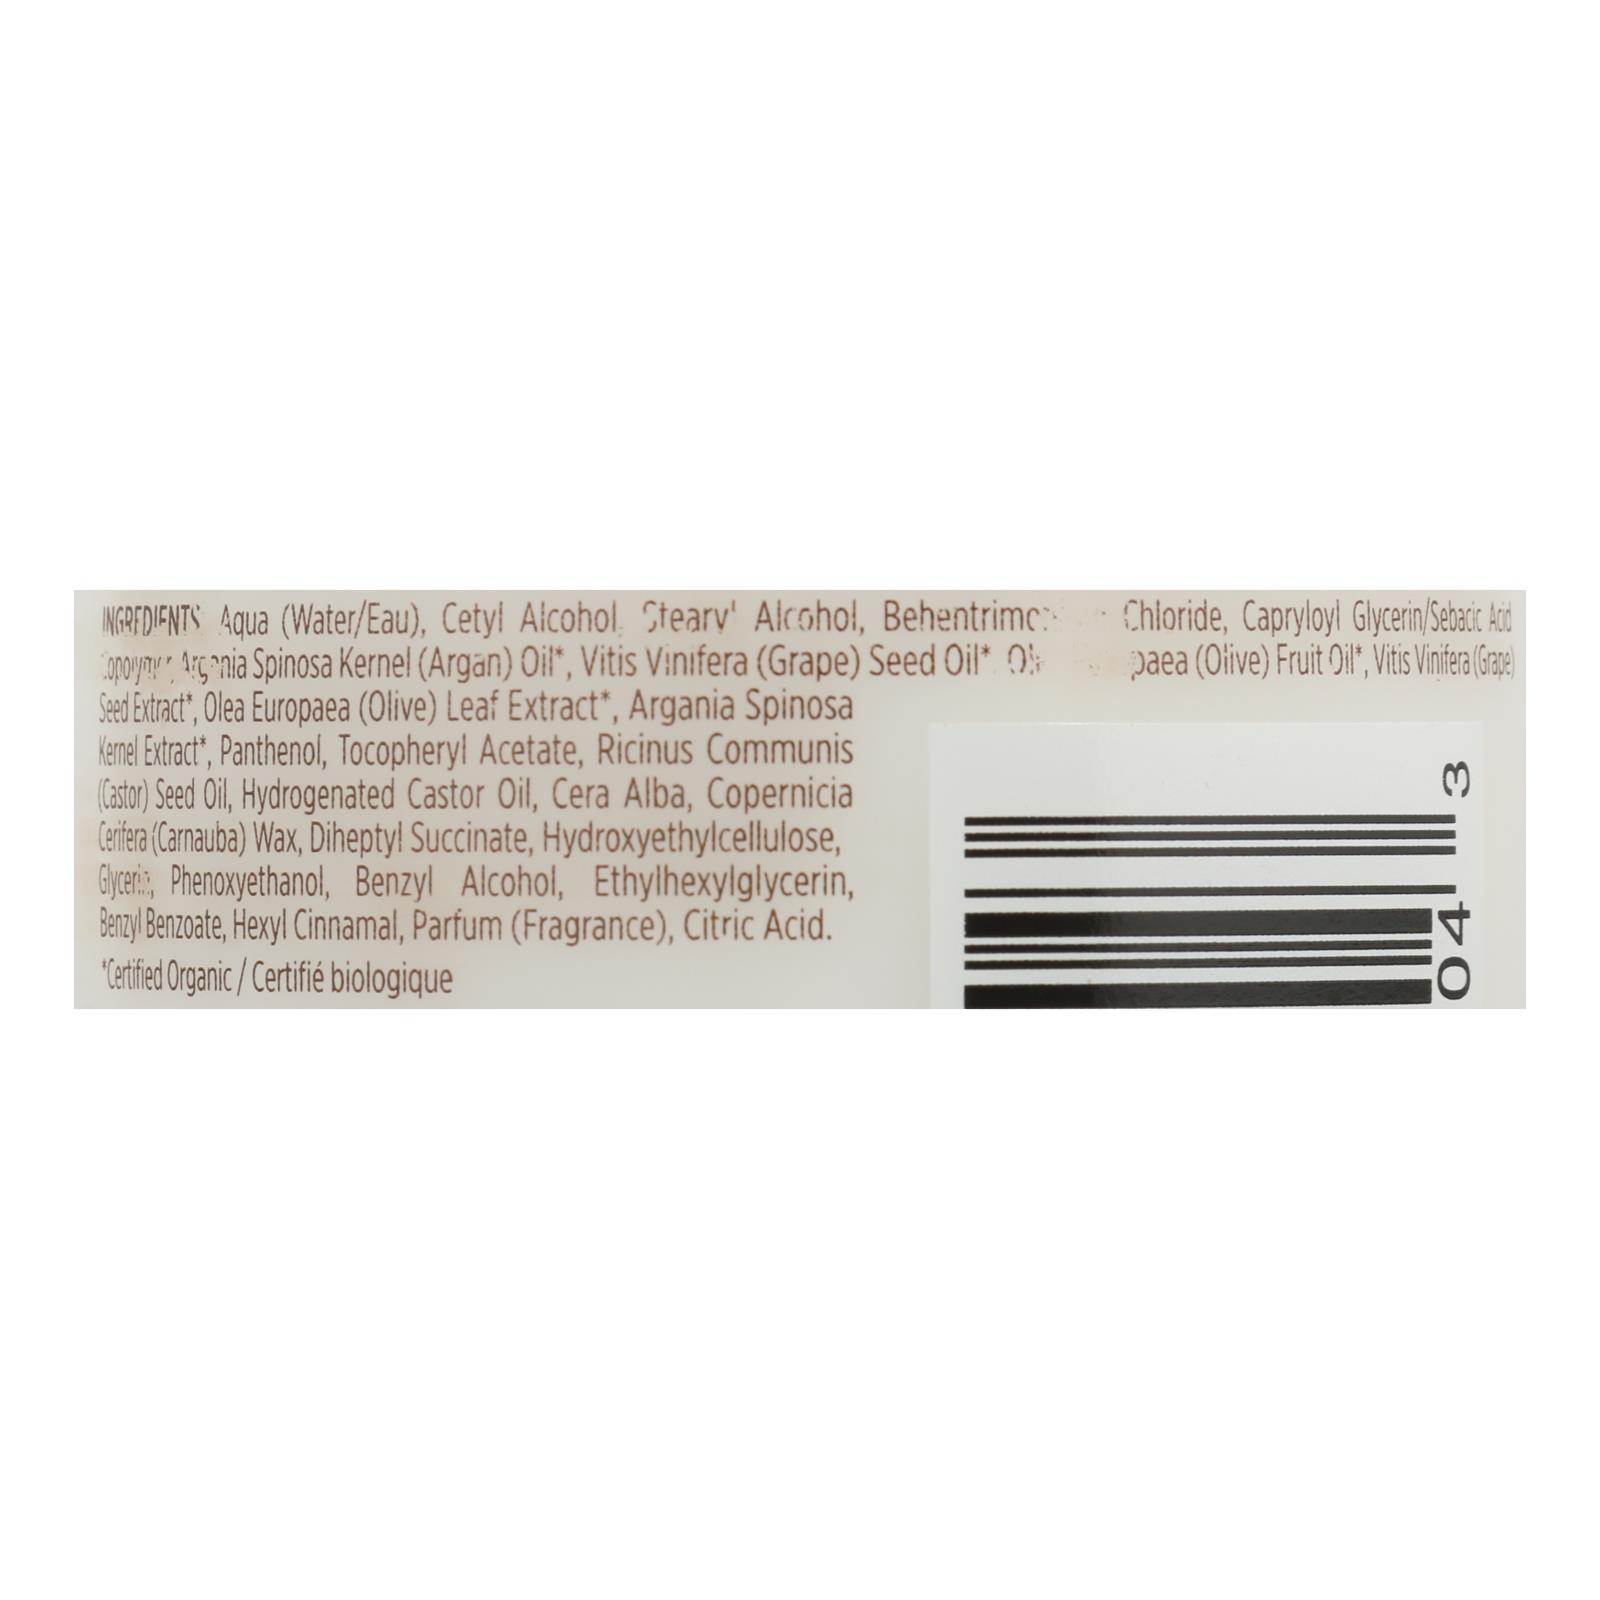 INGREDIENTS Aqua (Water/Eau), Cetyl Alcohol, Stearyl Alcohol, Chloride, Capryloyl Glycerin/Sebacic Acid
Copolymer, Argania Spinosa Kernel (Argan) Oil*, Vitis Vinifera (Grape) Seed Oil* (Olive) Fruit Oil*, Vitis Vinifera (Grape)
Seed Extract*, Olea Europaea (Olive) Leaf Extract*, Argania Spinosa
Kernel Extract*, Panthenol, Tocopheryl Acetate, Ricinus Communis
(Castor) Seed Oil, Hydrogenated Castor Oil, Cera Alba, Copernicia
Cerifera (Carnauba) Wax, Diheptyl Succinate, Hydroxyethylcellulose,
Glycerin, Phenoxyethanol, Benzyl Alcohol, Ethylhexylglycerin,
Benzyl Benzoate, Hexyl Cinnamal, Parfum (Fragrance), Citric Acid.
*Certified Organic / Certifié biologique
04 3